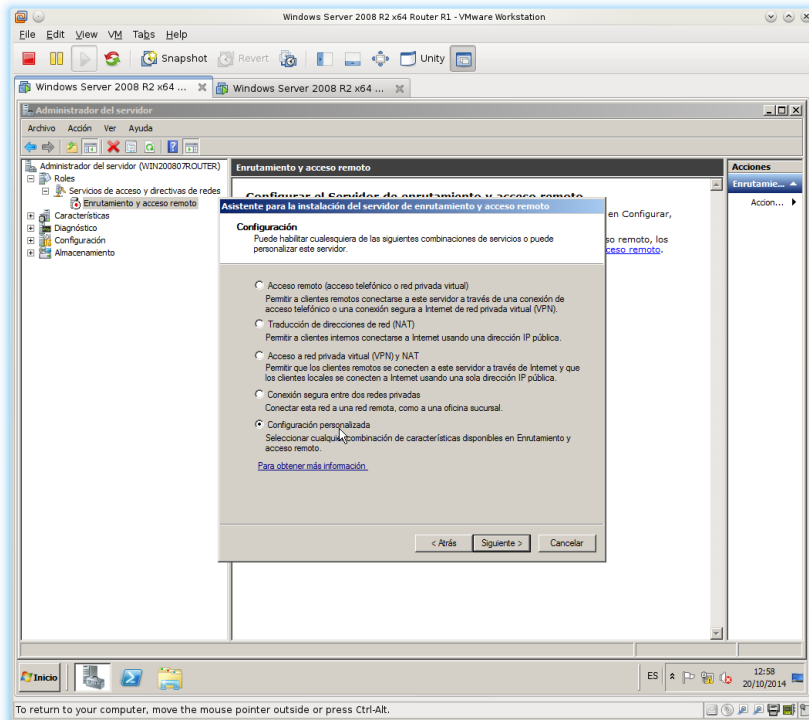 Windows Server 2008 R2 x64 Router R1 - VMware Workstation
File Edit View VM Tabs Help
Snapshot Revert Unity
Windows Server 2008 R2 x64 ... Windows Server 2008 R2 x64 ...
Administrador del servidor
Archivo Acción Ver Ayuda
Administrador del servidor (WIN200807ROUTER)
Roles
Servicios de acceso y directivas de redes
Enrutamiento y acceso remoto
Características
Diagnóstico
Configuración
Almacenamiento
Enrutamiento y acceso remoto
Configurar el Servidor de enrutamiento y acceso remoto
en Configurar,
so remoto, los
ceso remoto.
Acciones
Enrutamie...
Accion...
Asistente para la instalación del servidor de enrutamiento y acceso remoto
Configuración
Puede habilitar cualesquiera de las siguientes combinaciones de servicios o puede
personalizar este servidor.
Acceso remoto (acceso telefónico o red privada virtual)
Permitir a clientes remotos conectarse a este servidor a través de una conexión de
acceso telefónico o una conexión segura a Internet de red privada virtual (VPN).
Traducción de direcciones de red (NAT)
Permitir a clientes internos conectarse a Internet usando una dirección IP pública.
Acceso a red privada virtual (VPN) y NAT
Permitir que los clientes remotos se conecten a este servidor a través de Internet y que
los clientes locales se conecten a Internet usando una sola dirección IP pública.
Conexión segura entre dos redes privadas
Conectar esta red a una red remota, como a una oficina sucursal.
Configuración personalizada
Seleccionar cualquier combinación de características disponibles en Enrutamiento y
acceso remoto.
Para obtener más información
< Atrás Siguiente > Cancelar
Inicio
ES
12:58
20/10/2014
To return to your computer, move the mouse pointer outside or press Ctrl-Alt.